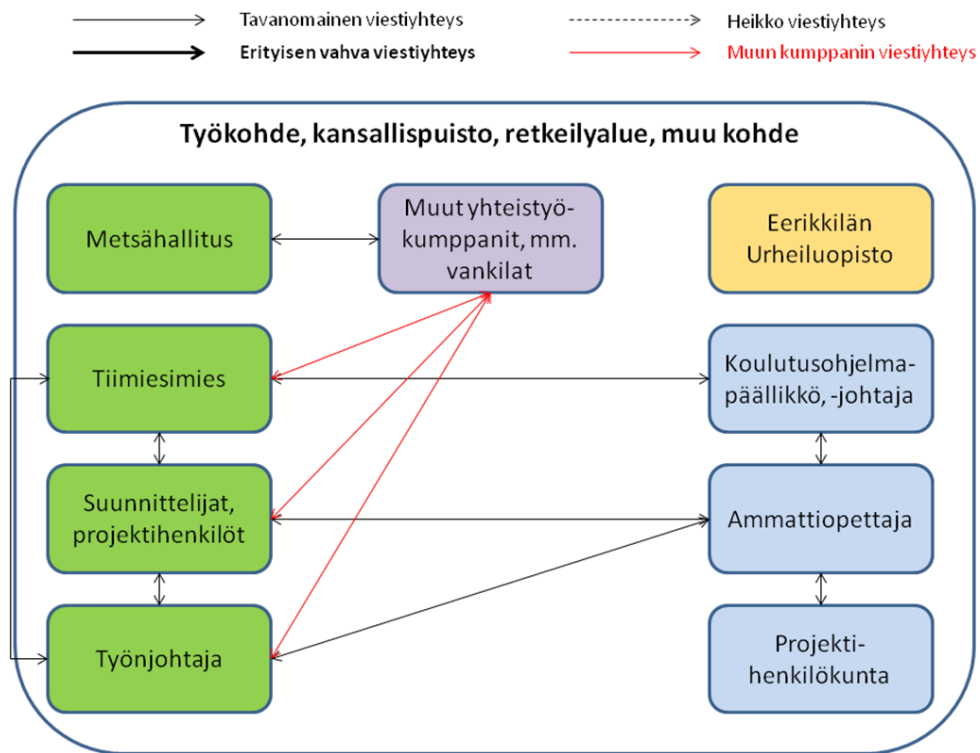 Tavanomainen viestiyhteys
Heikko viestiyhteys
Erityisen vahva viestiyhteys
Muun kumppanin viestiyhteys
Työkohde, kansallispuisto, retkeilyalue, muu kohde
Metsähallitus
Muut yhteistyö-
kumppanit, mm.
vankilat
Eerikkilän
Urheiluopisto
Tiimiesimies
Koulutusohjelma-
päällikkö, -johtaja
Suunnittelijat,
projektihenkilöt
Ammattiopettaja
Työnjohtaja
Projekti-
henkilökunta